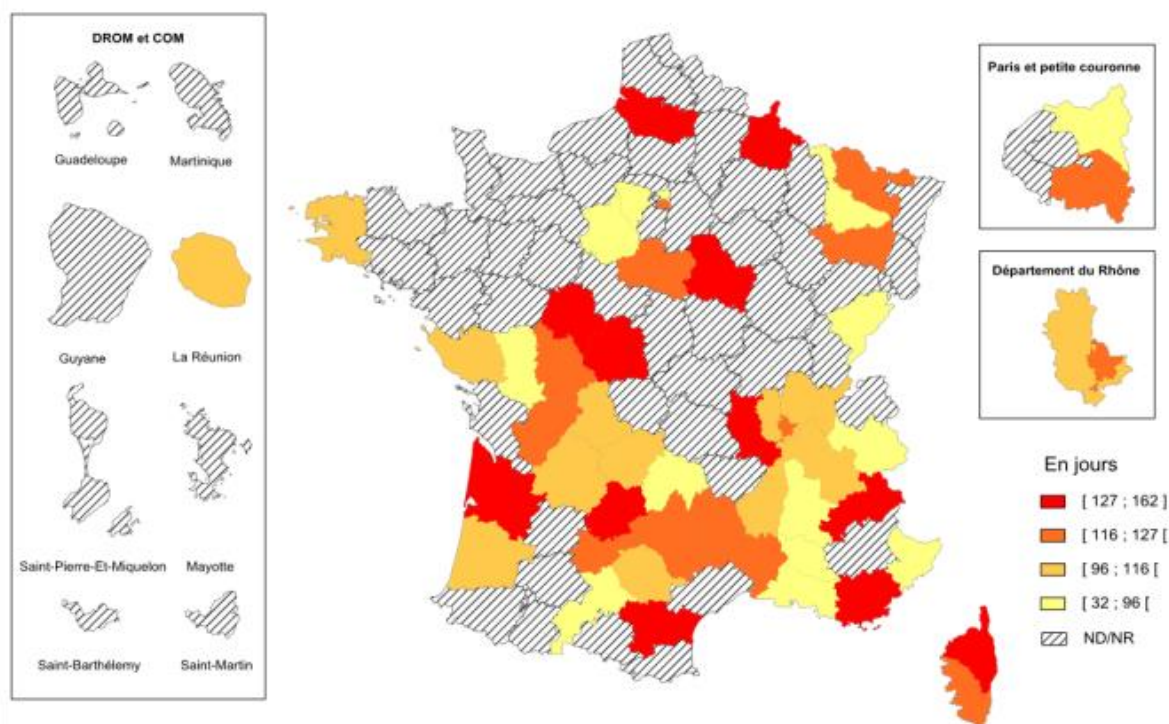 DROM et COM
Guadeloupe
Martinique
Guyane
La Réunion
Saint-Pierre-Et-Miquelon
Mayotte
Saint-Barthélemy
Saint-Martin
Paris et petite couronne
Département du Rhône
En jours
[ 127 ; 162 ]
[ 116 ; 127 [
[ 96 ; 116 [
[ 32 ; 96 [
ND/NR